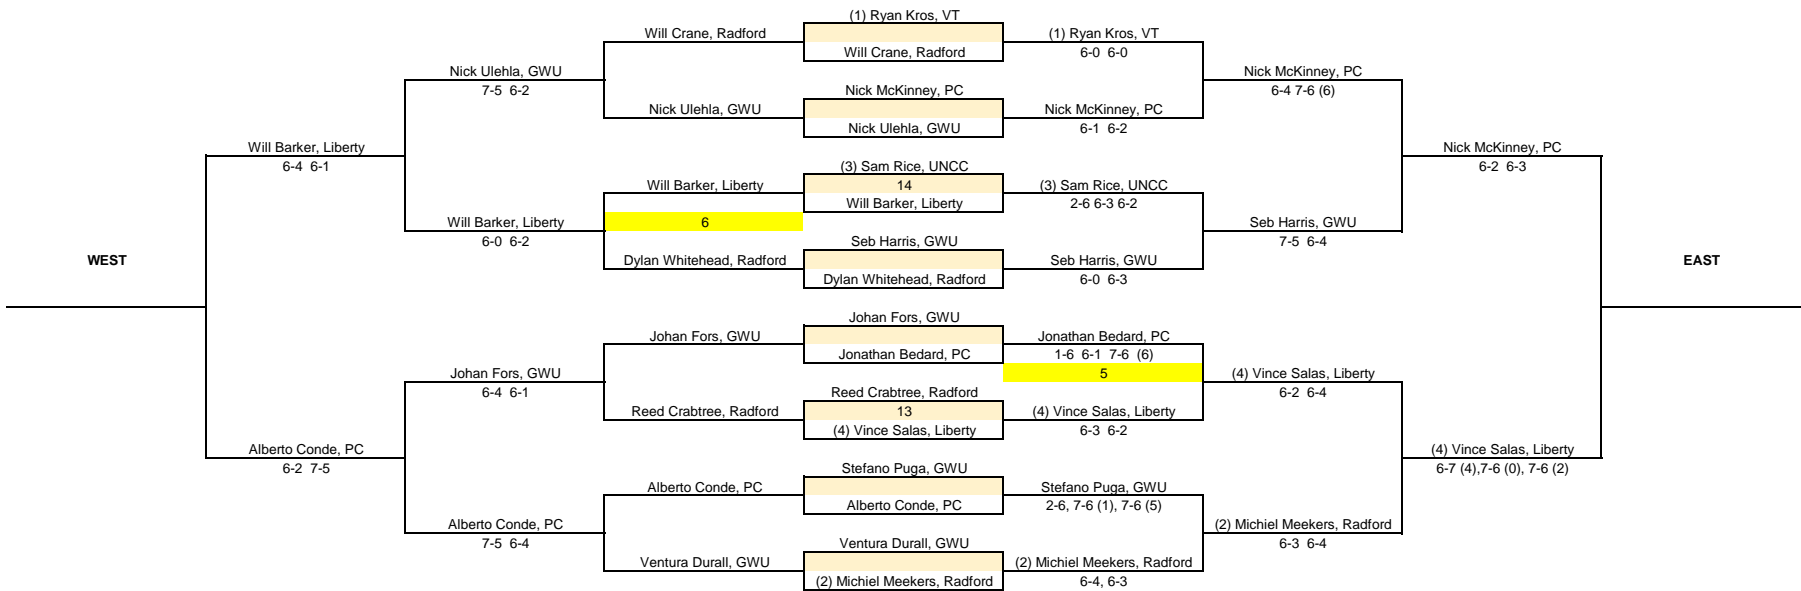 (1) Ryan Kros, VT
Will Crane, Radford
(1) Ryan Kros, VT
Will Crane, Radford
6-0 6-0
Nick Ulehla, GWU
Nick McKinney, PC
7-5 6-2
Nick McKinney, PC
6-4 7-6 (6)
Nick Ulehla, GWU
Nick McKinney, PC
Nick Ulehla, GWU
6-1 6-2
Will Barker, Liberty
Nick McKinney, PC
6-4 6-1
(3) Sam Rice, UNCC
6-2 6-3
Will Barker, Liberty
14
(3) Sam Rice, UNCC
Will Barker, Liberty
2-6 6-3 6-2
Will Barker, Liberty
6
Seb Harris, GWU
6-0 6-2
Seb Harris, GWU
7-5 6-4
WEST
Dylan Whitehead, Radford
Seb Harris, GWU
EAST
Dylan Whitehead, Radford
6-0 6-3
Johan Fors, GWU
Johan Fors, GWU
Jonathan Bedard, PC
Jonathan Bedard, PC
1-6 6-1 7-6 (6)
Johan Fors, GWU
5
(4) Vince Salas, Liberty
6-4 6-1
Reed Crabtree, Radford
6-2 6-4
Reed Crabtree, Radford
13
(4) Vince Salas, Liberty
(4) Vince Salas, Liberty
6-3 6-2
Alberto Conde, PC
(4) Vince Salas, Liberty
6-2 7-5
Stefano Puga, GWU
6-7 (4),7-6 (0), 7-6 (2)
Alberto Conde, PC
Stefano Puga, GWU
Alberto Conde, PC
2-6, 7-6 (1), 7-6 (5)
Alberto Conde, PC
(2) Michiel Meekers, Radford
7-5 6-4
Ventura Durall, GWU
6-3 6-4
Ventura Durall, GWU
(2) Michiel Meekers, Radford
(2) Michiel Meekers, Radford
6-4, 6-3